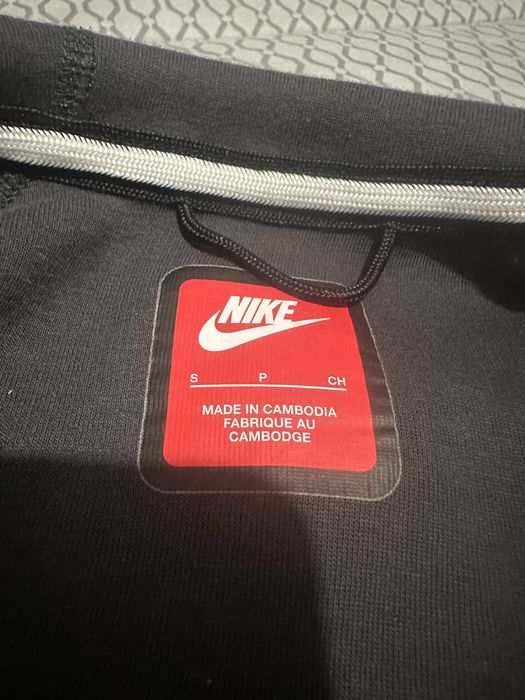 NIKE
S P CH
MADE IN CAMBODIA
FABRIQUE AU
CAMBODGE